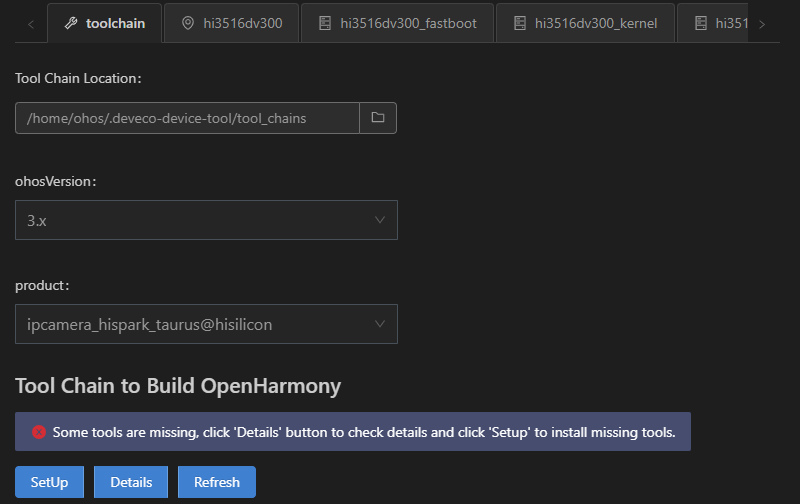 toolchain hi3516dv300 hi3516dv300_fastboot hi3516dv300_kernel hi351
Tool Chain Location:
/home/ohos/.deveco-device-tool/tool_chains
ohosVersion:
3.x
product:
ipcamera_hispark_taurus@hisilicon
Tool Chain to Build OpenHarmony
Some tools are missing, click 'Details' button to check details and click 'Setup' to install missing tools.
SetUp Details Refresh